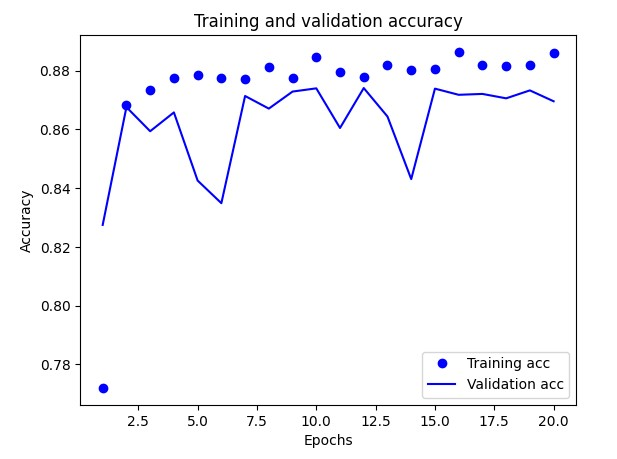 Training and validation accuracy
Accuracy
0.88
0.86
0.84
0.82
0.80
0.78
Training acc
Validation acc
2.5 5.0 7.5 10.0 12.5 15.0 17.5 20.0
Epochs